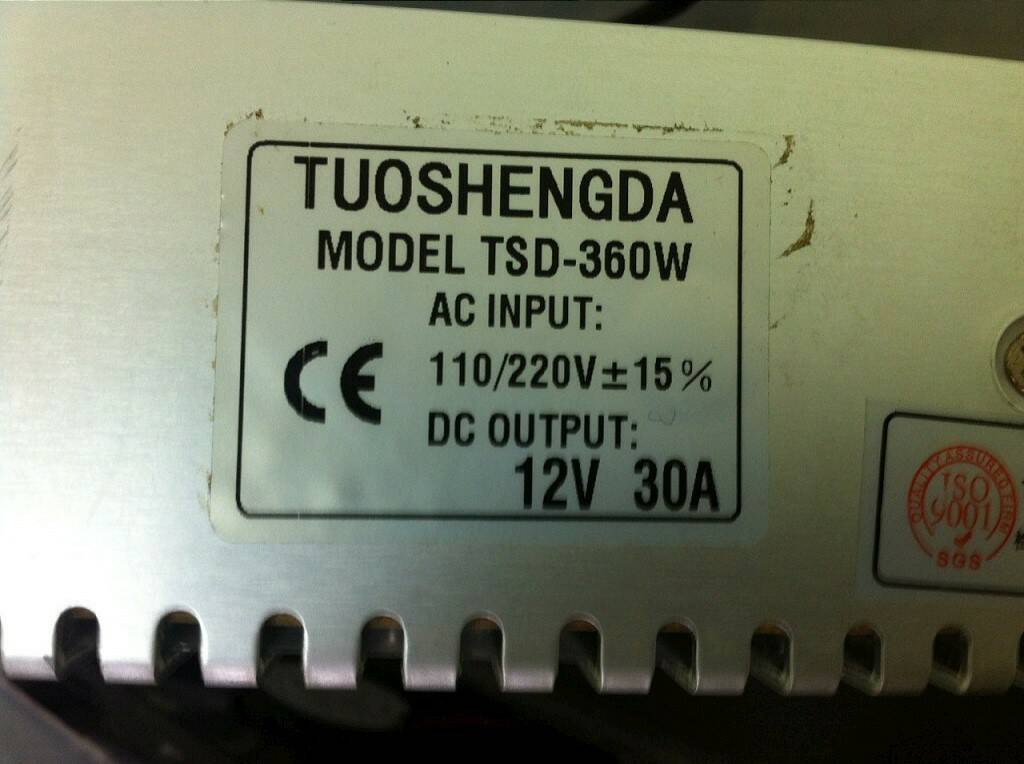 TUOSHENGDA
MODEL TSD-360W
AC INPUT:
CE
110/220V±15%
DC OUTPUT:
12V 30A
QUALITY ASSURED FIRM
ISO
9001
SGS